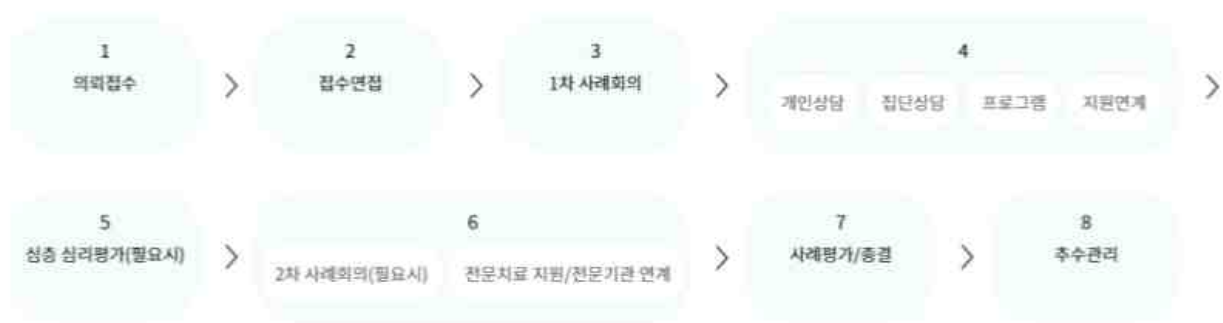 1
의뢰접수
2
접수면접
3
1차 사례회의
4
개인상담 집단상담 프로그램 지원연계
5
심층 심리평가(필요시)
6
2차 사례회의(필요시) 전문치료 지원/전문기관 연계
7
사례평가/종결
8
추수관리